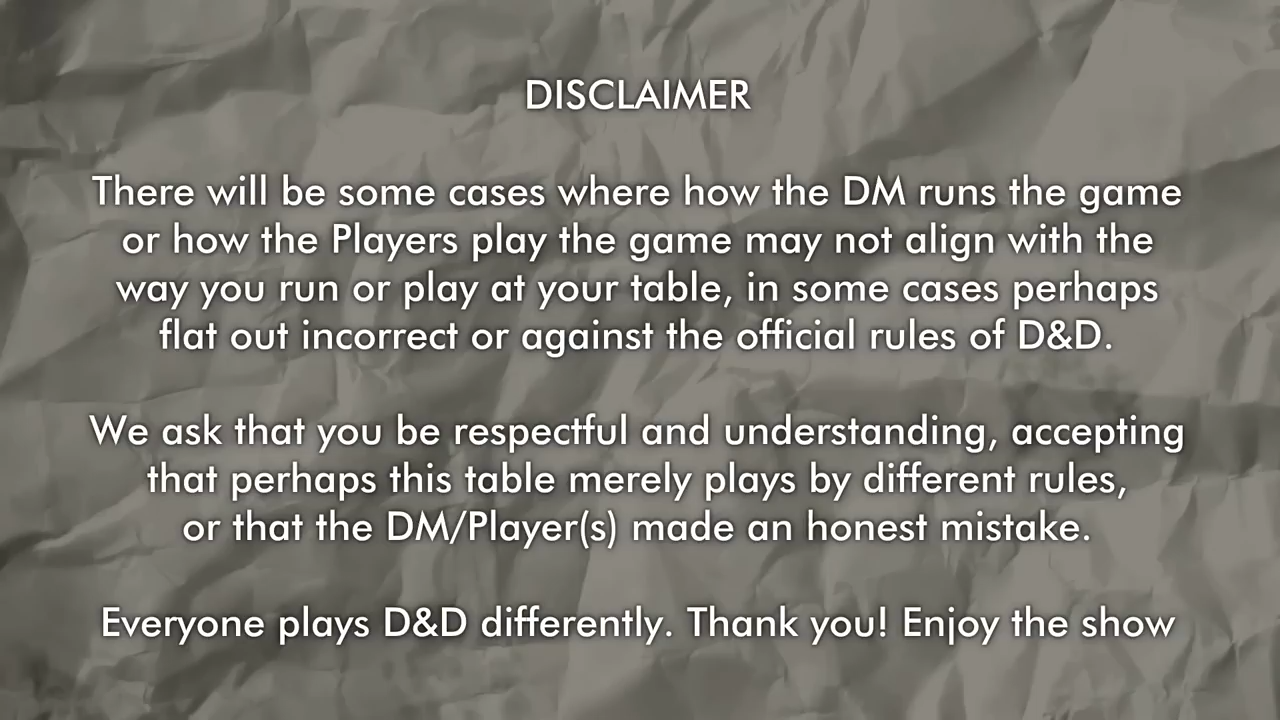 DISCLAIMER
There will be some cases where how the DM runs the game
or how the Players play the game may not align with the
way you run or play at your table, in some cases perhaps
flat out incorrect or against the official rules of D&D.
We ask that you be respectful and understanding, accepting
that perhaps this table merely plays by different rules,
or that the DM/Player(s) made an honest mistake.
Everyone plays D&D differently. Thank you! Enjoy the show